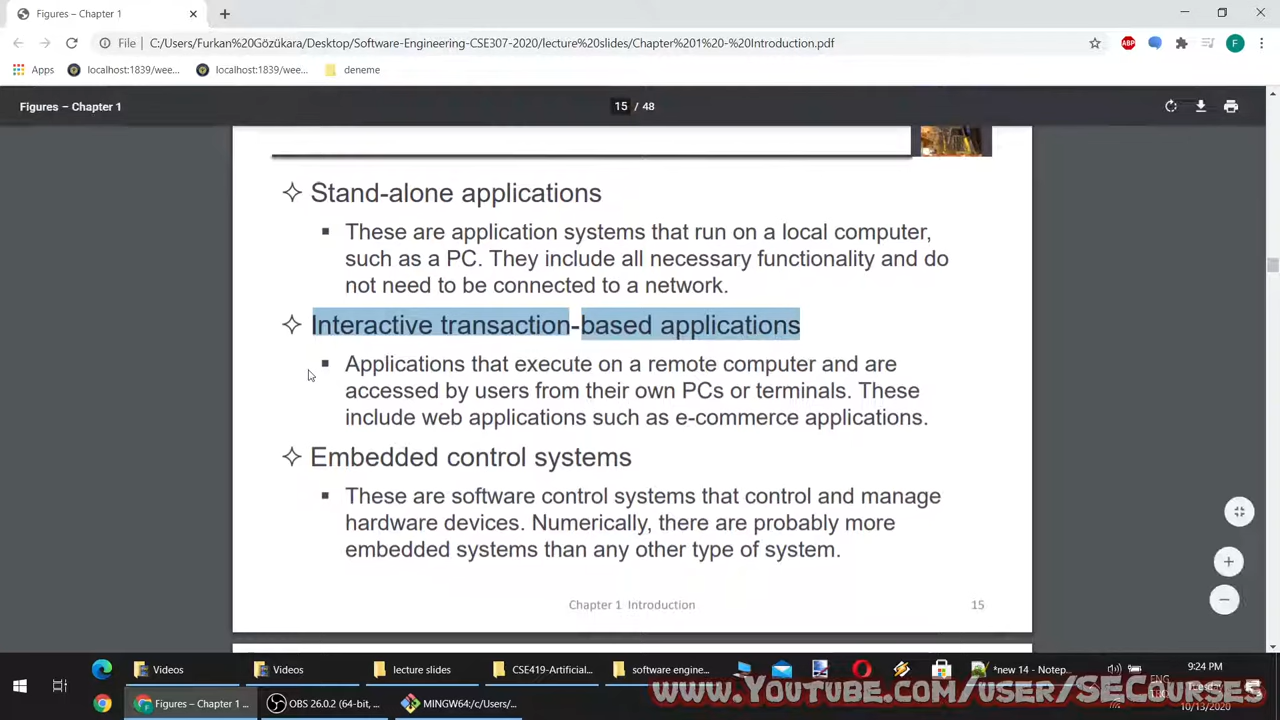 Figures – Chapter 1
File
C:/Users/Furkan%20Gözükara/Desktop/Software-Engineering-CSE307-2020/lecture%20slides/Chapter%201%20-%20Introduction.pdf
ABP
F
Apps
localhost:1839/wee...
localhost:1839/wee...
deneme
Figures – Chapter 1
15 / 48
Stand-alone applications
These are application systems that run on a local computer,
such as a PC. They include all necessary functionality and do
not need to be connected to a network.
Interactive transaction-based applications
Applications that execute on a remote computer and are
accessed by users from their own PCs or terminals. These
include web applications such as e-commerce applications.
Embedded control systems
These are software control systems that control and manage
hardware devices. Numerically, there are probably more
embedded systems than any other type of system.
Chapter 1 Introduction
15
Videos
Videos
lecture slides
CSE419-Artificial...
software enginee...
*new 14 - Notep...
9:24 PM
ENG
Figures – Chapter 1 ...
OBS 26.0.2 (64-bit, ...
MINGW64:/c/Users/...
10/13/2020
www.YouTube.com/user/SECourses